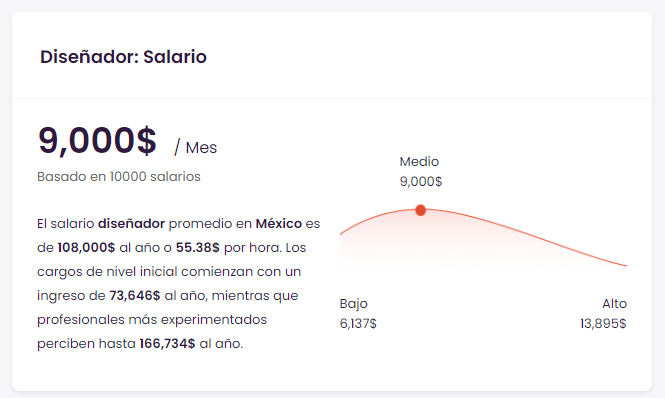 Diseñador: Salario
9,000$ / Mes
Basado en 10000 salarios
El salario diseñador promedio en México es
de 108,000$ al año o 55.38$ por hora. Los
cargos de nivel inicial comienzan con un
ingreso de 73,646$ al año, mientras que
profesionales más experimentados
perciben hasta 166,734$ al año.
Medio
9,000$
Bajo
6,137$
Alto
13,895$